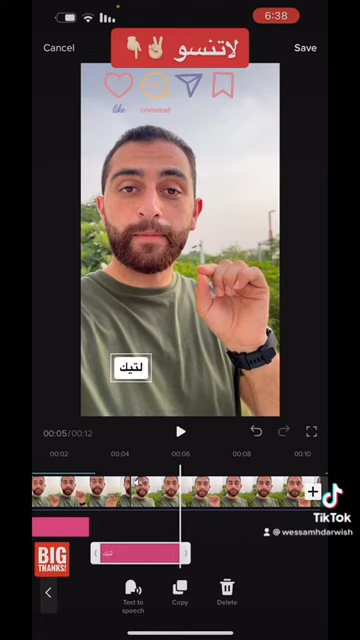 6:38
Cancel
لاتنسو ✌🏼👇🏼
Save
like
comment
لتيك
00:05/00:12
00:02
00:04
00:06
00:08
00:10
TikTok
@ wessamhdarwish
BIG
THANKS!
لتيك
Text to
speech
Copy
Delete